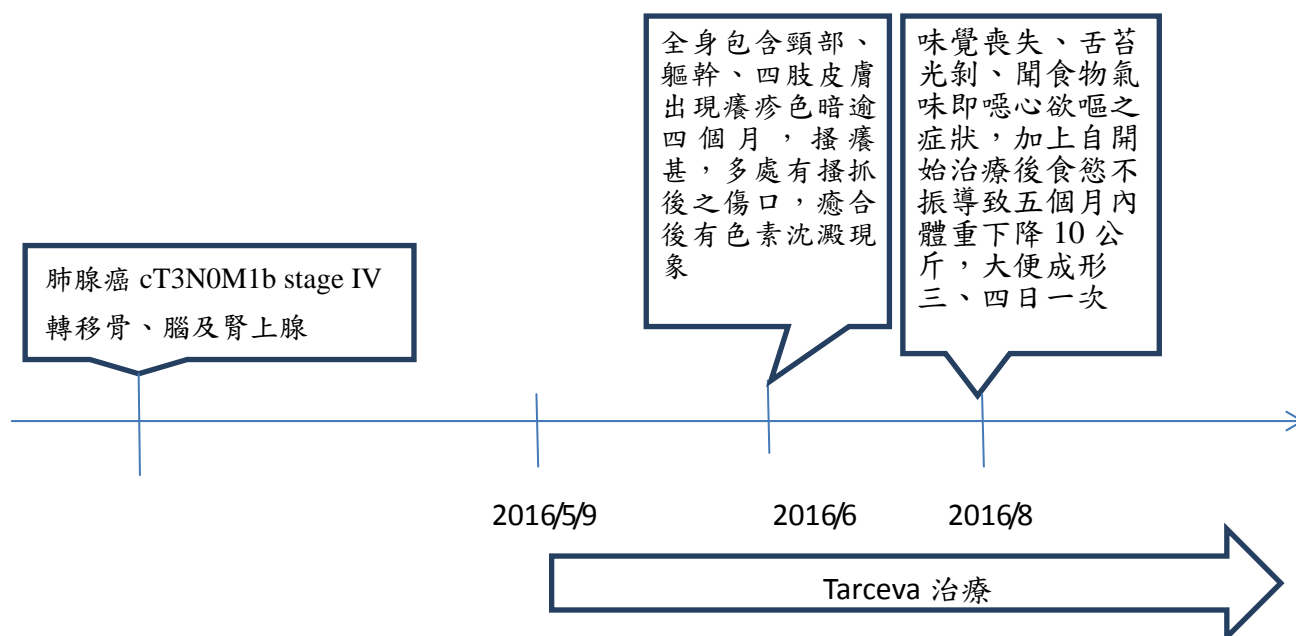 肺腺癌 cT3N0M1b stage IV
轉移骨、腦及腎上腺
全身包含頸部、
軀幹、四肢皮膚
出現癢疹色暗逾
四個月，搔癢
甚，多處有搔抓
後之傷口，癒合
後有色素沈澱現
象
味覺喪失、舌苔
光剝、聞食物氣
味即噁心欲嘔之
症狀，加上自開
始治療後食慾不
振導致五個月內
體重下降 10 公
斤，大便成形
三、四日一次
2016/5/9
2016/6
2016/8
Tarceva 治療